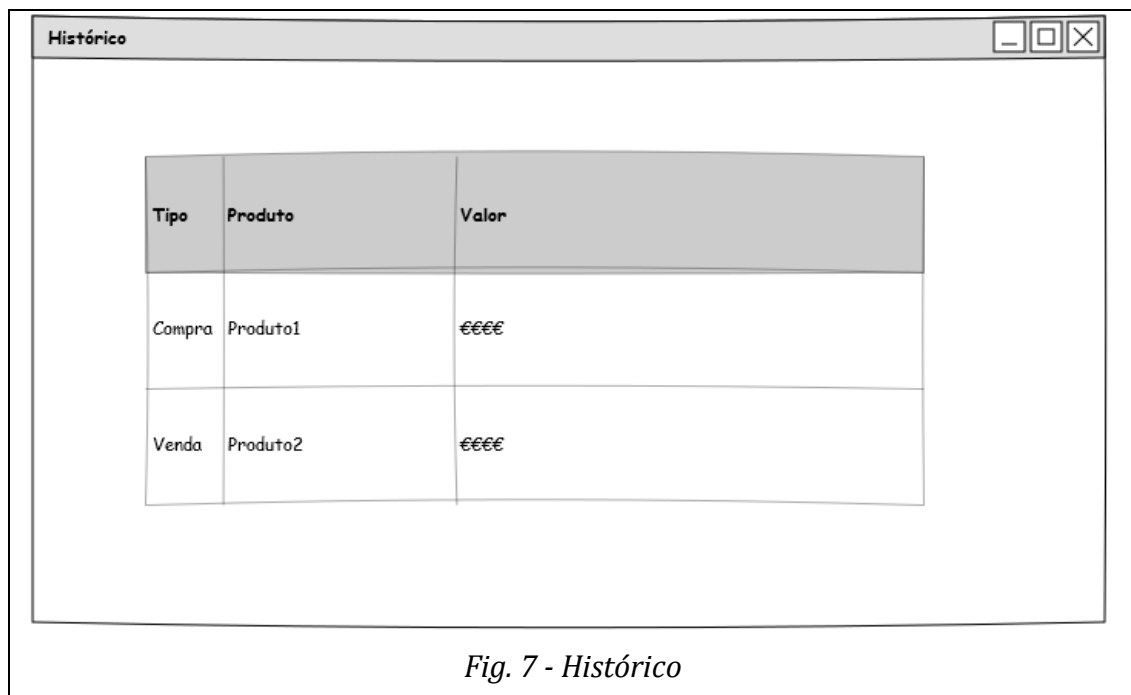 Histórico
Tipo Produto Valor
Compra Produto1 €€€€
Venda Produto2 €€€€
Fig. 7 - Histórico